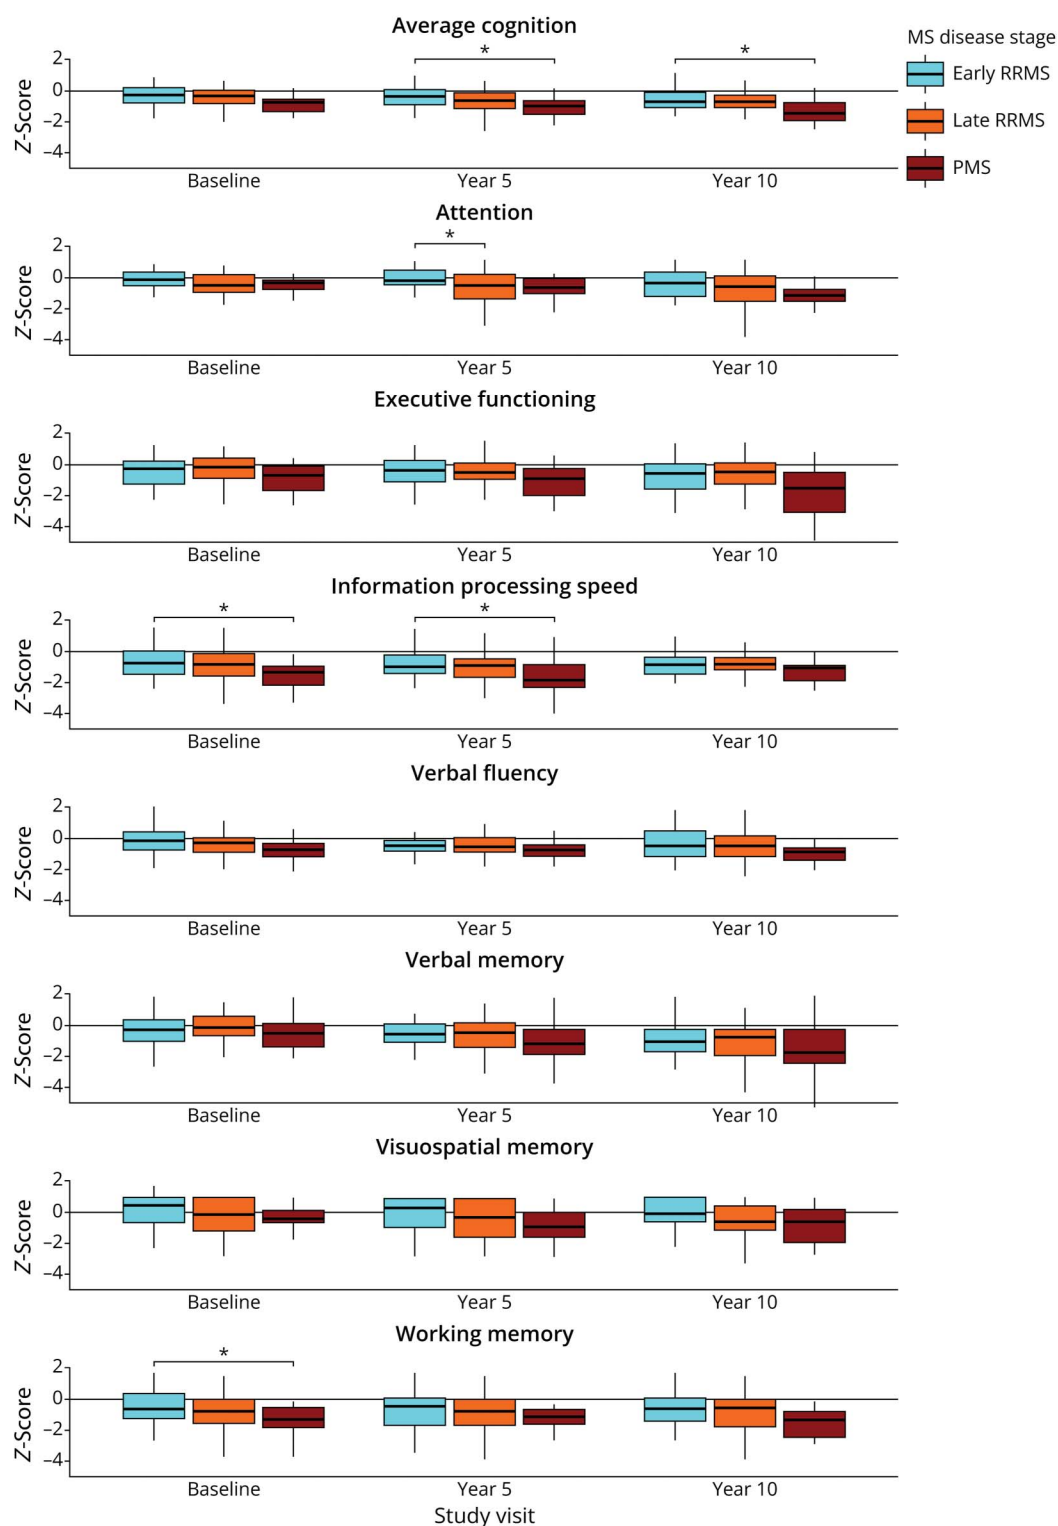 Average cognition
MS disease stage
Early RRMS
Late RRMS
PMS
* *
Z-Score
2
0
–2
–4
Baseline Year 5 Year 10
Attention
*
Z-Score
2
0
–2
–4
Baseline Year 5 Year 10
Executive functioning
Z-Score
2
0
–2
–4
Baseline Year 5 Year 10
Information processing speed
* *
Z-Score
2
0
–2
–4
Baseline Year 5 Year 10
Verbal fluency
Z-Score
2
0
–2
–4
Baseline Year 5 Year 10
Verbal memory
Z-Score
2
0
–2
–4
Baseline Year 5 Year 10
Visuospatial memory
Z-Score
2
0
–2
–4
Baseline Year 5 Year 10
Working memory
*
Z-Score
2
0
–2
–4
Baseline Year 5 Year 10
Study visit